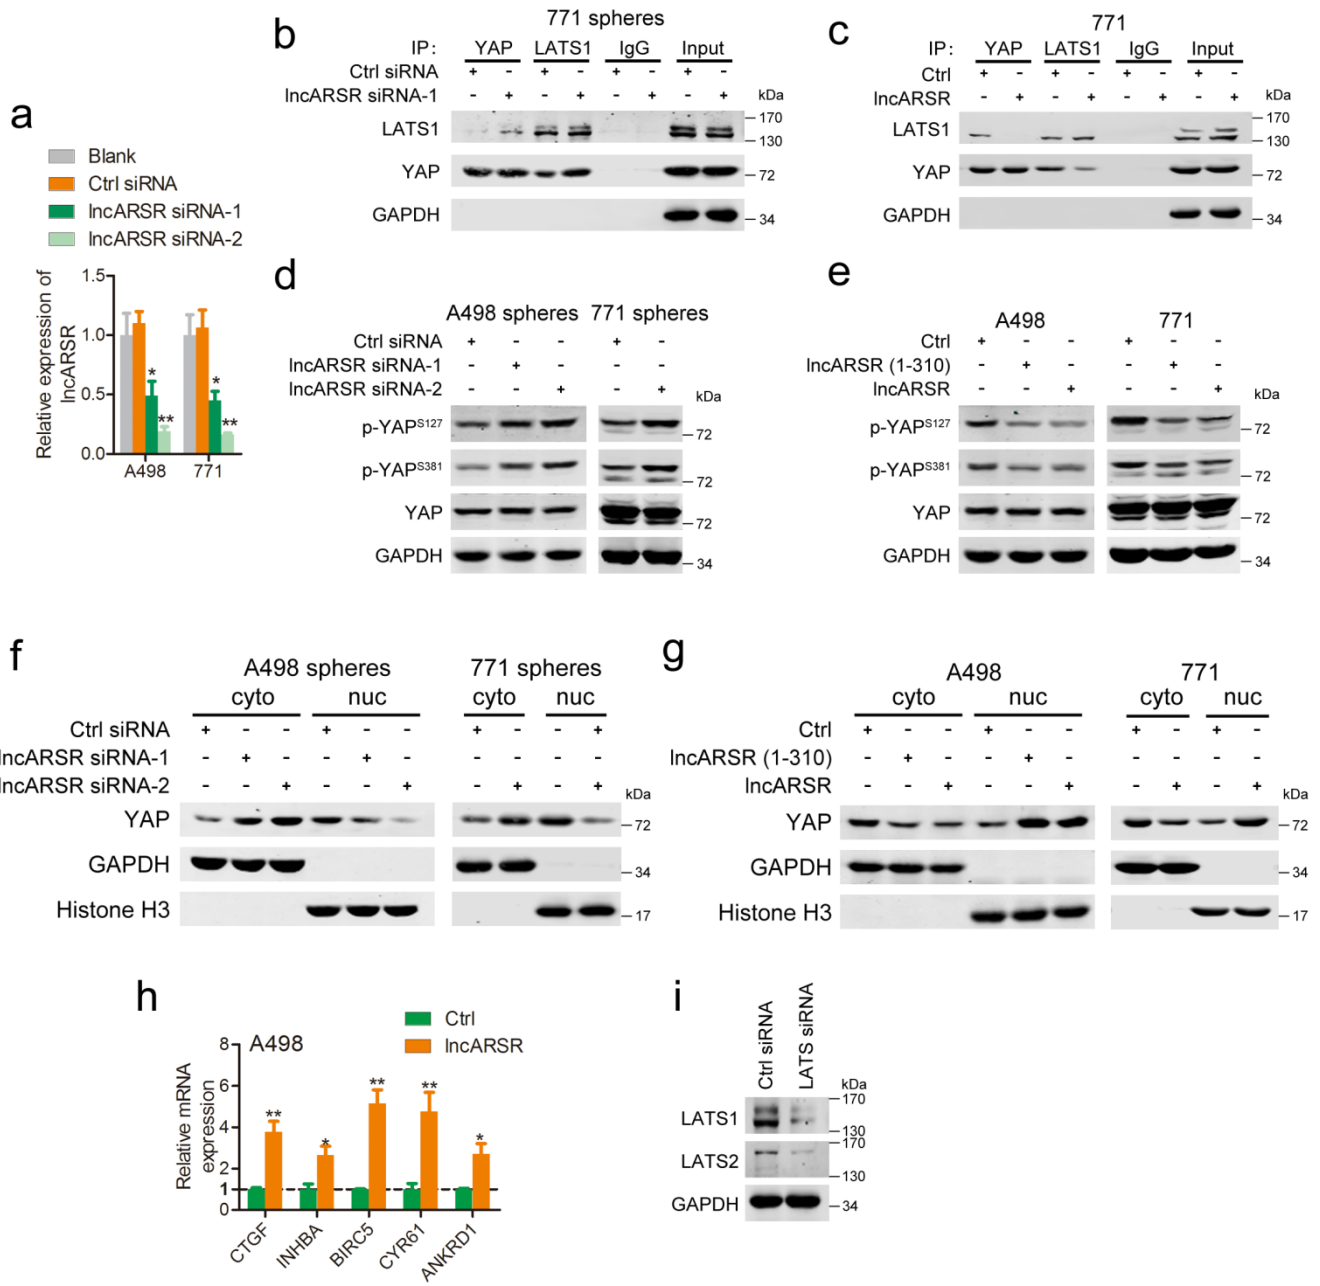 a
Blank
Ctrl siRNA
lncARSR siRNA-1
lncARSR siRNA-2
Relative expression of
lncARSR
1.5
1.0
0.5
0.0
* ** * **
A498 771
b
771 spheres
IP: YAP LATS1 IgG Input
Ctrl siRNA + - + - + - + -
lncARSR siRNA-1 - + - + - + - +
kDa
LATS1 170
130
YAP 72
GAPDH 34
c
771
IP: YAP LATS1 IgG Input
Ctrl + - + - + - + -
lncARSR - + - + - + - +
kDa
LATS1 170
130
YAP 72
GAPDH 34
d
A498 spheres 771 spheres
Ctrl siRNA + - - + -
lncARSR siRNA-1 - + - - -
lncARSR siRNA-2 - - + - +
kDa
p-YAPS127 72
p-YAPS381 72
YAP 72
GAPDH 34
e
A498 771
Ctrl + - - + - -
lncARSR (1-310) - + - - + -
lncARSR - - + - - +
kDa
p-YAPS127 72
p-YAPS381 72
YAP 72
GAPDH 34
f
A498 spheres 771 spheres
cyto nuc cyto nuc
Ctrl siRNA + - - + - - + - - +
lncARSR siRNA-1 - + - - + - - - - -
lncARSR siRNA-2 - - + - - + - + - +
kDa
YAP 72
GAPDH 34
Histone H3 17
g
A498 771
cyto nuc cyto nuc
Ctrl + - - + - - + - + -
lncARSR (1-310) - + - - + - - - - -
lncARSR - - + - - + - + - +
kDa
YAP 72
GAPDH 34
Histone H3 17
h
Ctrl
lncARSR
A498
Relative mRNA
expression
8
6
4
2
1
0
** * ** ** *
CTGF INHBA BIRC5 CYR61 ANKRD1
i
Ctrl siRNA LATS siRNA
kDa
LATS1 170
130
LATS2 170
130
GAPDH 34